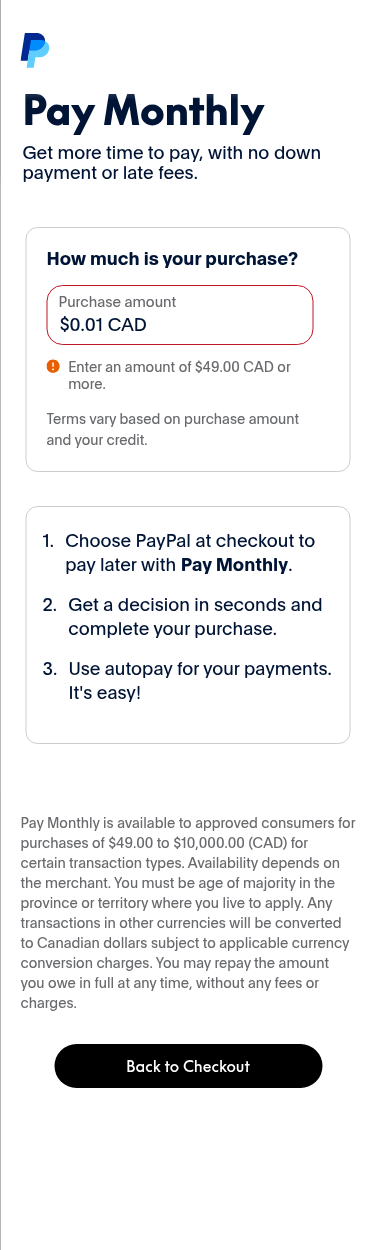 Pay Monthly
Get more time to pay, with no down
payment or late fees.
How much is your purchase?
Purchase amount
$0.01 CAD
Enter an amount of $49.00 CAD or
more.
Terms vary based on purchase amount
and your credit.
1. Choose PayPal at checkout to
pay later with Pay Monthly.
2. Get a decision in seconds and
complete your purchase.
3. Use autopay for your payments.
It's easy!
Pay Monthly is available to approved consumers for
purchases of $49.00 to $10,000.00 (CAD) for
certain transaction types. Availability depends on
the merchant. You must be age of majority in the
province or territory where you live to apply. Any
transactions in other currencies will be converted
to Canadian dollars subject to applicable currency
conversion charges. You may repay the amount
you owe in full at any time, without any fees or
charges.
Back to Checkout